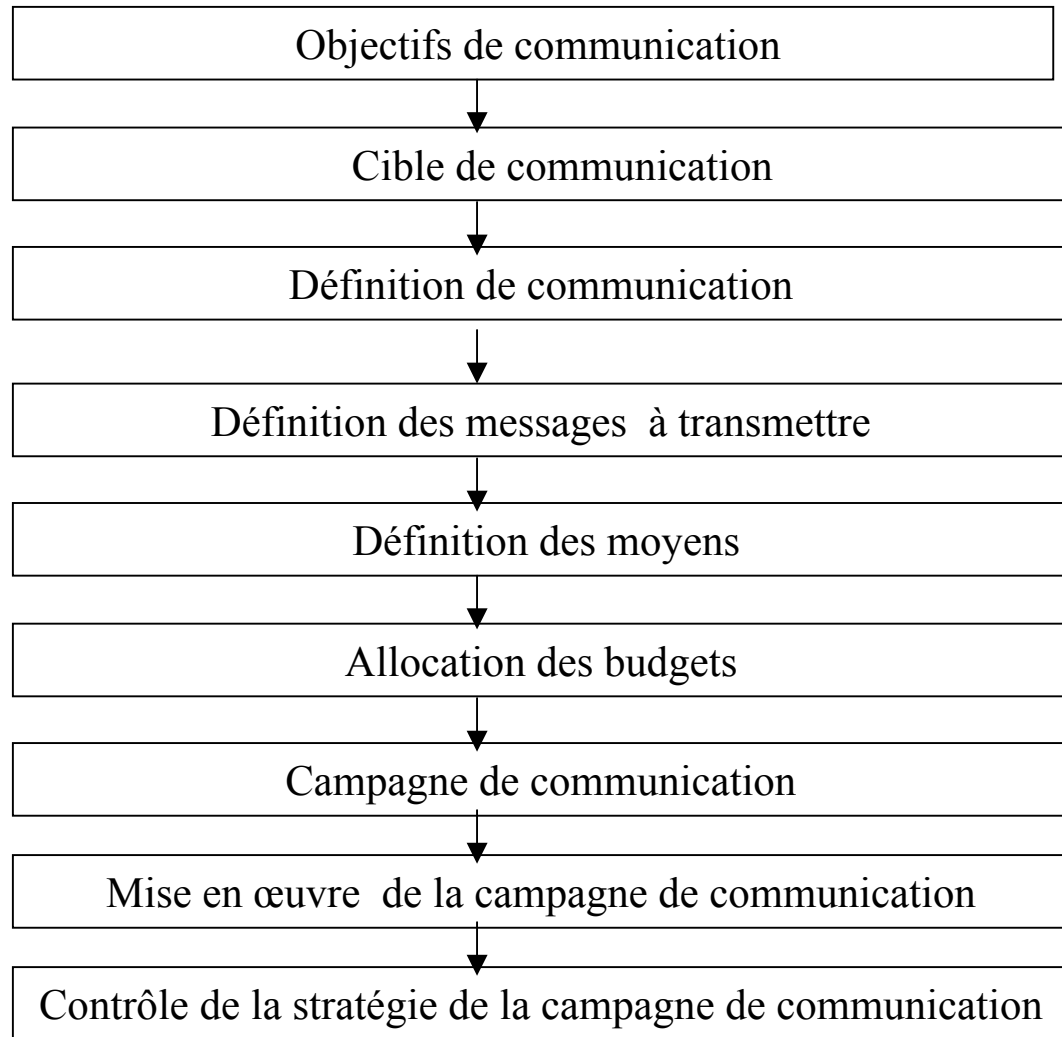 Objectifs de communication
Cible de communication
Définition de communication
Définition des messages  à transmettre
Définition des moyens
Allocation des budgets
Campagne de communication
Mise en œuvre  de la campagne de communication
Contrôle de la stratégie de la campagne de communication